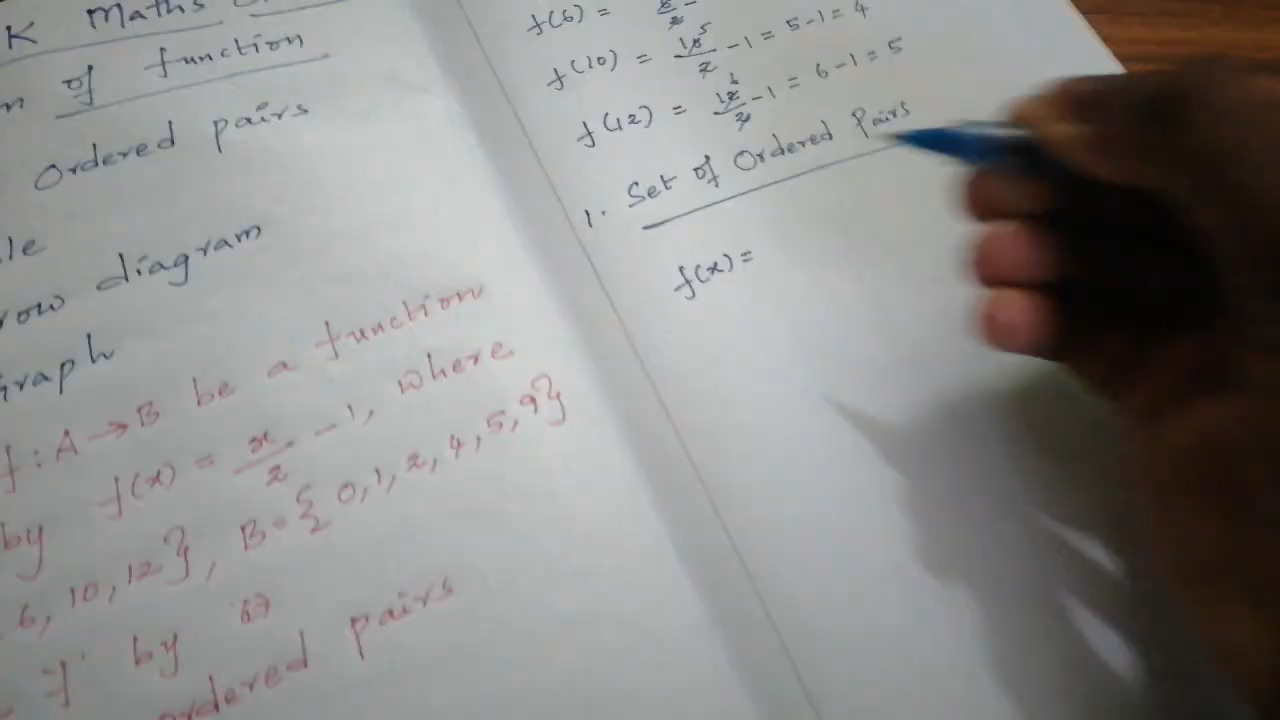 K Maths
of function
Ordered pairs
diagram
Graph
f : A → B be a function
by f(x) = x/2 - 1, where
6, 10, 12}, B = {0, 1, 2, 4, 5, 9}
f by
ordered pairs
f(6) =
f(10) = 10/2 - 1 = 5 - 1 = 4
f(12) = 12/2 - 1 = 6 - 1 = 5
1. Set of Ordered Pairs
f(x) =